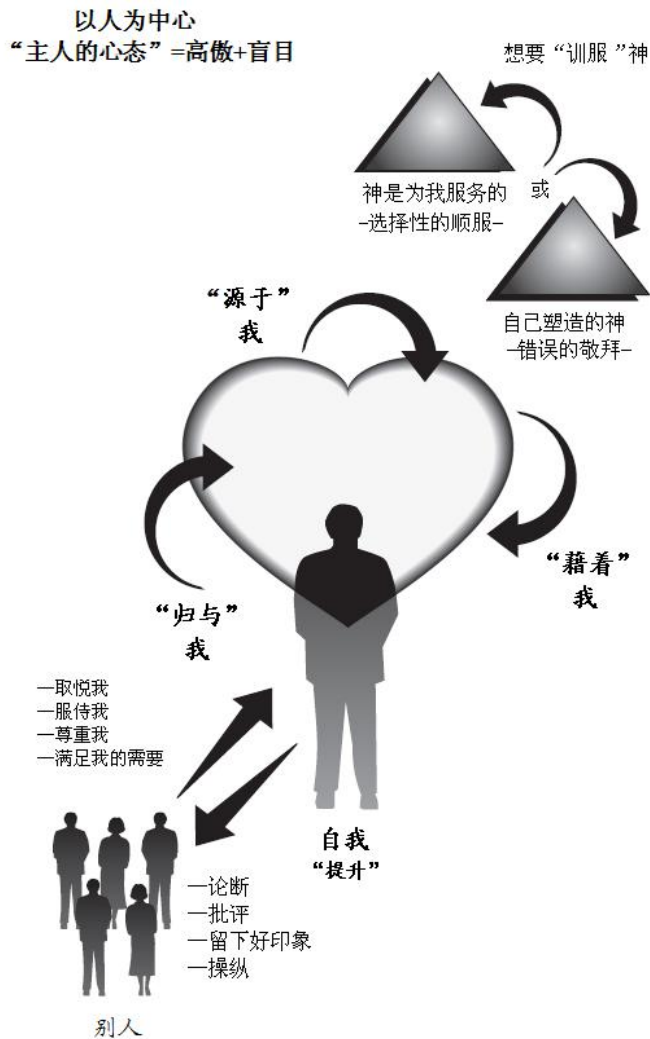 以人为中心
“主人的心态”=高傲+盲目
想要“训服”神
神是为我服务的
–选择性的顺服–
或
自己塑造的神
–错误的敬拜–
“源于”
我
“藉着”
我
“归与”
我
—取悦我
—服侍我
—尊重我
—满足我的需要
自我
“提升”
—论断
—批评
—留下好印象
—操纵
别人